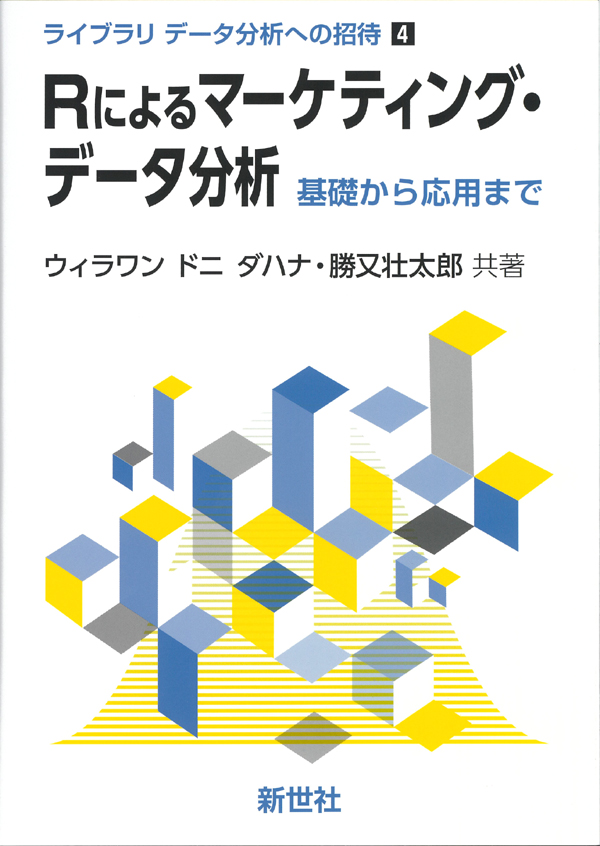 ライブラリ データ分析への招待 4
Rによるマーケティング・
データ分析 基礎から応用まで
ウィラワン ドニ ダハナ・勝又壮太郎 共著
新世社